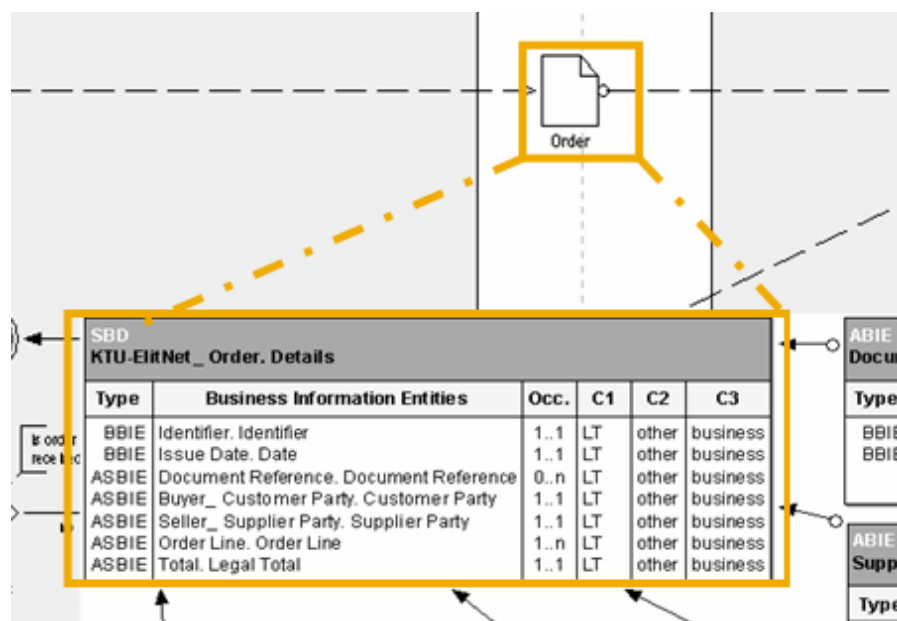 Order
SBD
KTU-ElitNet_ Order. Details
Type Business Information Entities Occ. C1 C2 C3
BBIE Identifier. Identifier 1..1 LT other business
BBIE Issue Date. Date 1..1 LT other business
ASBIE Document Reference. Document Reference 0..n LT other business
ASBIE Buyer_ Customer Party. Customer Party 1..1 LT other business
ASBIE Seller_ Supplier Party. Supplier Party 1..1 LT other business
ASBIE Order Line. Order Line 1..n LT other business
ASBIE Total. Legal Total 1..1 LT other business
Is order
ABIE
Docu
Type
BBIE
BBIE
ABIE
Supp
Type